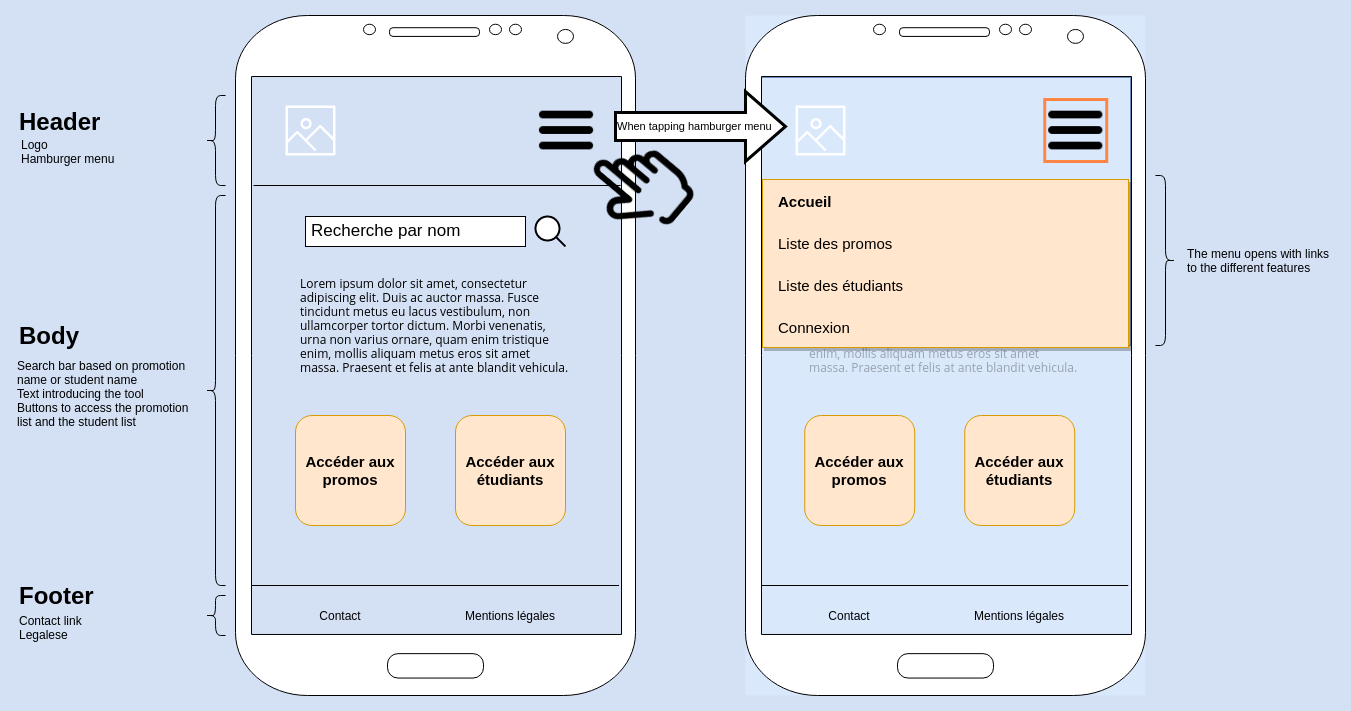 Header
Logo
Hamburger menu
Body
Search bar based on promotion
name or student name
Text introducing the tool
Buttons to access the promotion
list and the student list
Footer
Contact link
Legalese
Recherche par nom
Lorem ipsum dolor sit amet, consectetur
adipiscing elit. Duis ac auctor massa. Fusce
tincidunt metus eu lacus vestibulum, non
ullamcorper tortor dictum. Morbi venenatis,
urna non varius ornare, quam enim tristique
enim, mollis aliquam metus eros sit amet
massa. Praesent et felis at ante blandit vehicula.
Accéder aux
promos
Accéder aux
étudiants
Contact
Mentions légales
When tapping hamburger menu
Accueil
Liste des promos
Liste des étudiants
Connexion
enim, mollis aliquam metus eros sit amet
massa. Praesent et felis at ante blandit vehicula.
Accéder aux
promos
Accéder aux
étudiants
Contact
Mentions légales
The menu opens with links
to the different features